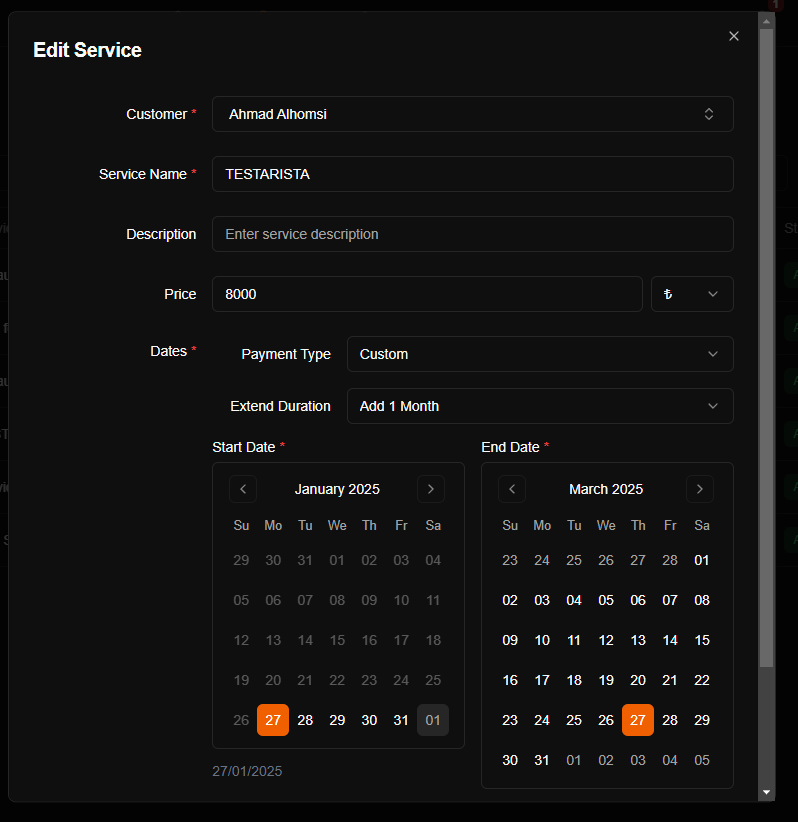 1
Edit Service
Customer *
Ahmad Alhomsi
Service Name *
TESTARISTA
Description
Enter service description
Price
8000
₺
Dates *
Payment Type
Custom
Extend Duration
Add 1 Month
Start Date *
January 2025
Su Mo Tu We Th Fr Sa
29 30 31 01 02 03 04
05 06 07 08 09 10 11
12 13 14 15 16 17 18
19 20 21 22 23 24 25
26 27 28 29 30 31 01
27/01/2025
End Date *
March 2025
Su Mo Tu We Th Fr Sa
23 24 25 26 27 28 01
02 03 04 05 06 07 08
09 10 11 12 13 14 15
16 17 18 19 20 21 22
23 24 25 26 27 28 29
30 31 01 02 03 04 05